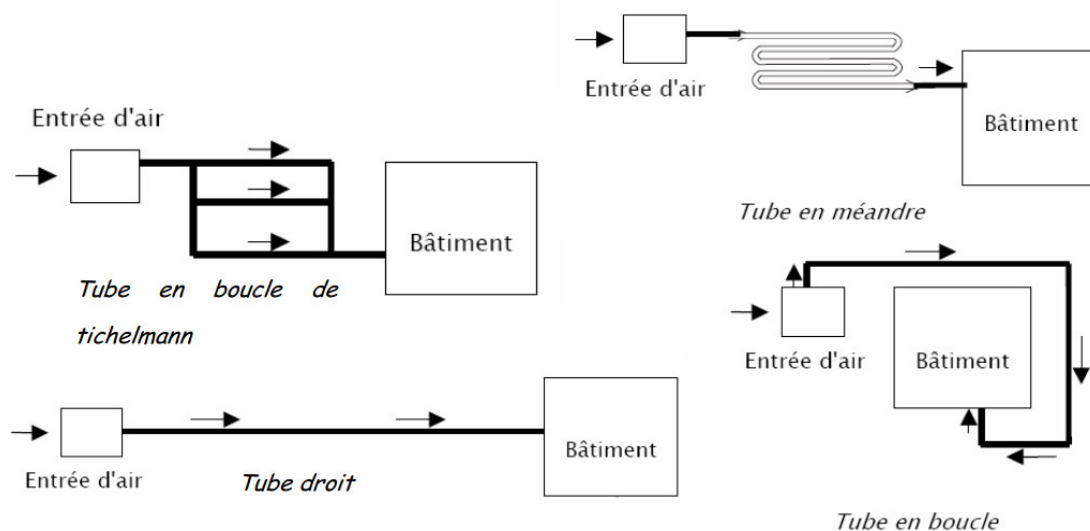 Entrée d'air
Bâtiment
Tube en boucle de
tichelmann
Entrée d'air
Bâtiment
Tube en méandre
Entrée d'air
Bâtiment
Tube droit
Entrée d'air
Bâtiment
Tube en boucle